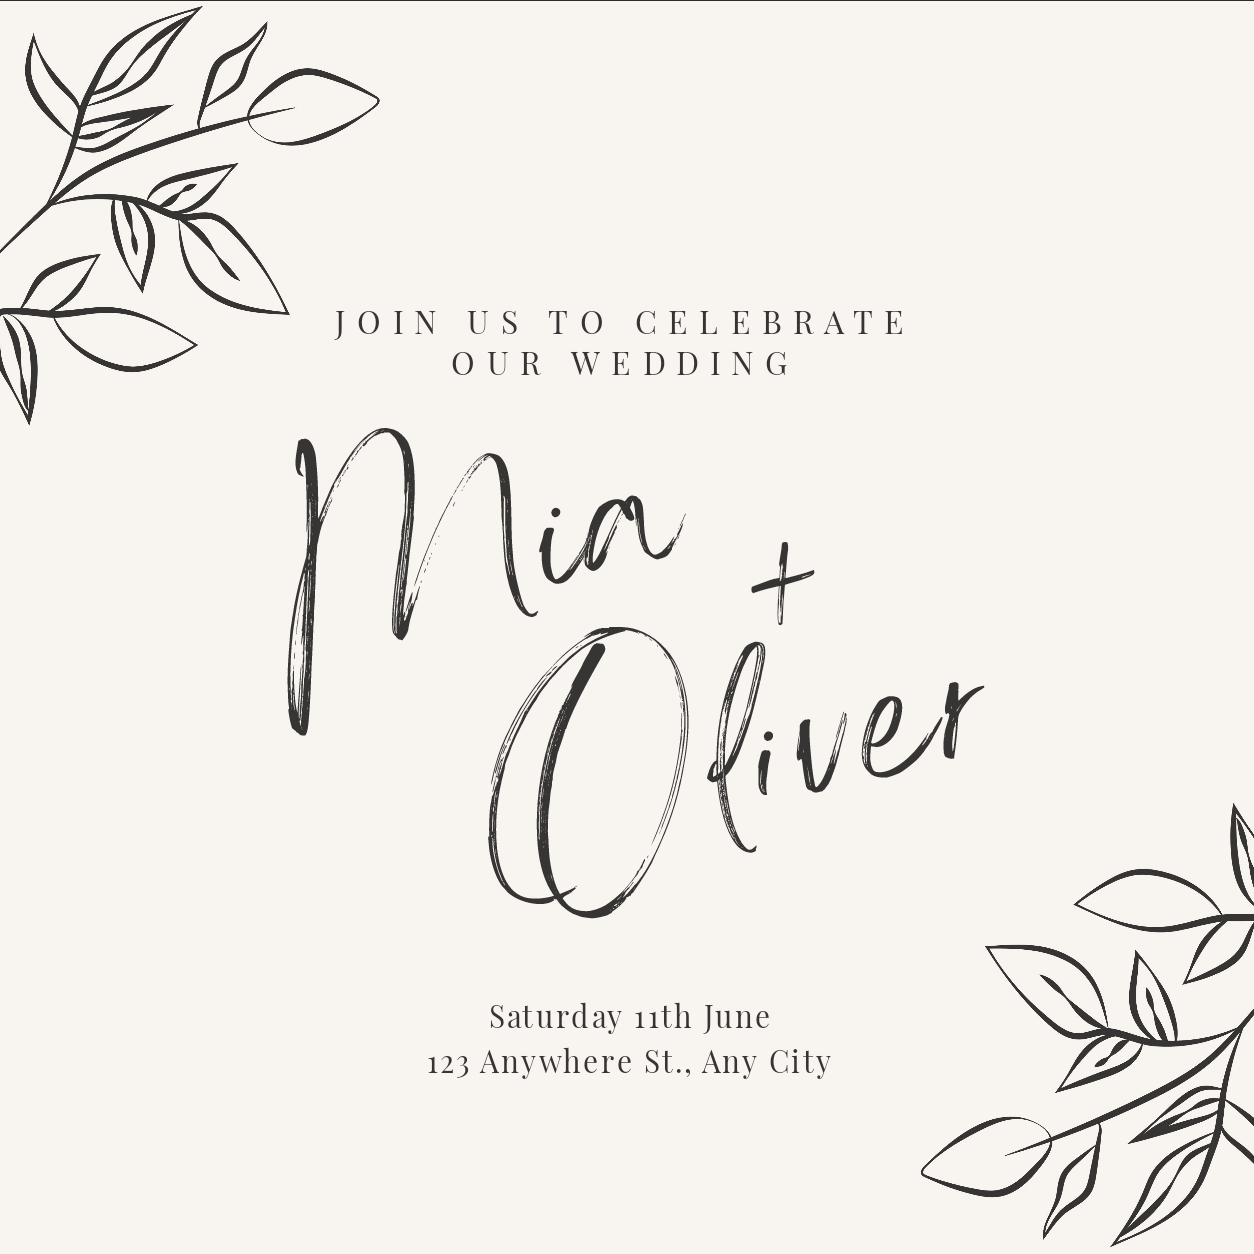 JOIN US TO CELEBRATE
OUR WEDDING
Mia
+
Oliver
Saturday 11th June
123 Anywhere St., Any City